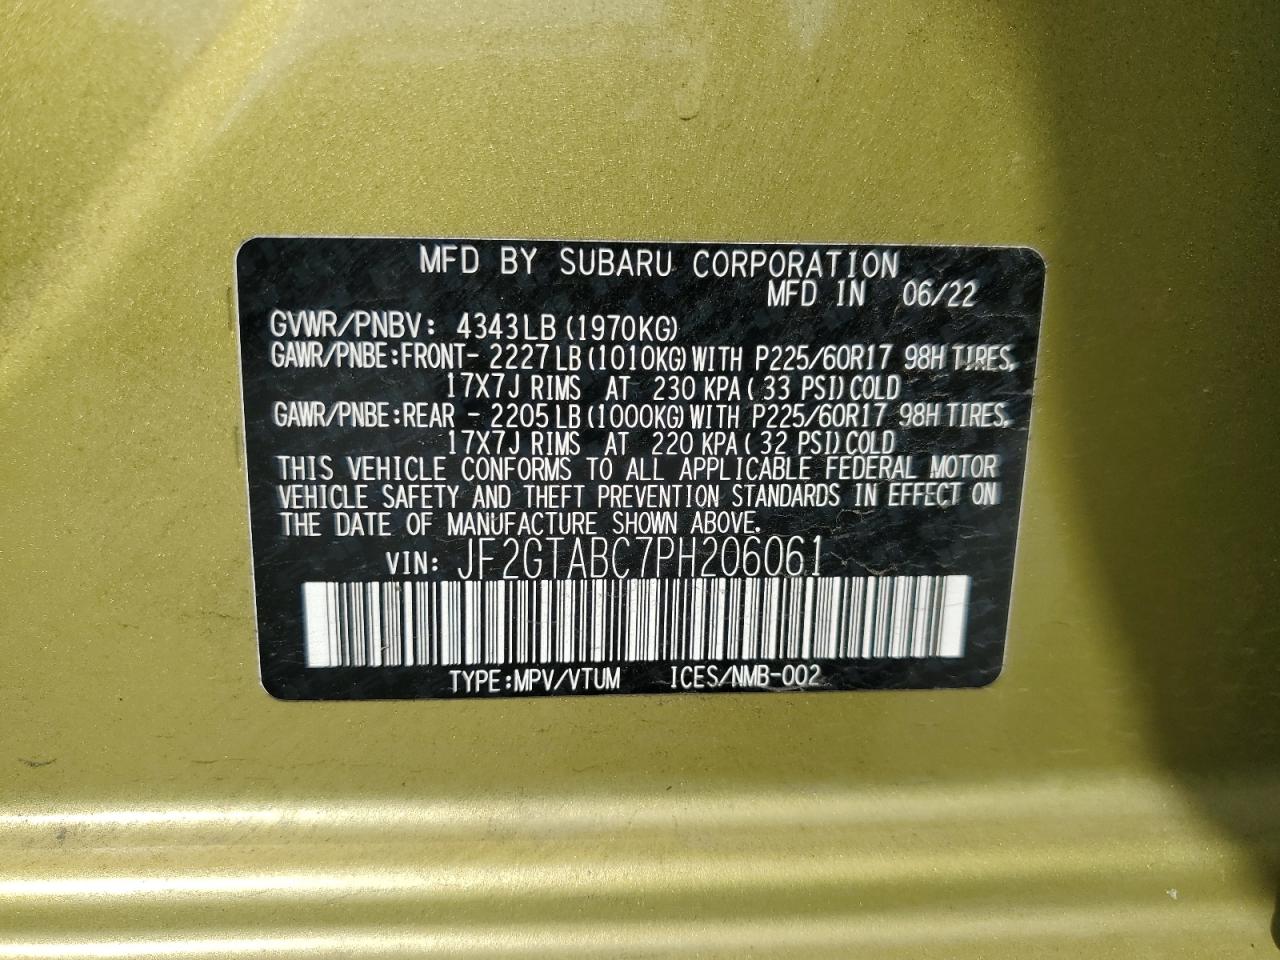 MFD BY SUBARU CORPORATION
MFD IN 06/22
GVWR/PNBV: 4343LB (1970KG)
GAWR/PNBE:FRONT- 2227LB (1010KG) WITH P225/60R17 98H TIRES,
17X7J RIMS AT 230 KPA (33 PSI) COLD
GAWR/PNBE:REAR - 2205LB (1000KG) WITH P225/60R17 98H TIRES,
17X7J RIMS AT 220 KPA (32 PSI) COLD
THIS VEHICLE CONFORMS TO ALL APPLICABLE FEDERAL MOTOR
VEHICLE SAFETY AND THEFT PREVENTION STANDARDS IN EFFECT ON
THE DATE OF MANUFACTURE SHOWN ABOVE.
VIN: JF2GTABC7PH206061
TYPE:MPV/VTUM ICES/NMB-002